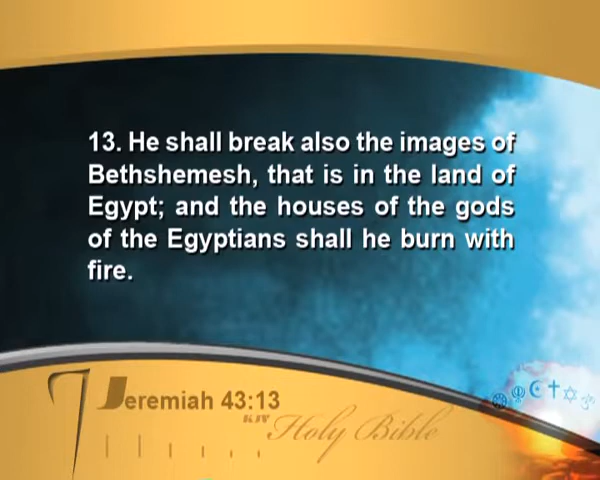 13. He shall break also the images of
Bethshemesh, that is in the land of
Egypt; and the houses of the gods
of the Egyptians shall he burn with
fire.
Jeremiah 43:13
KJV
Holy Bible